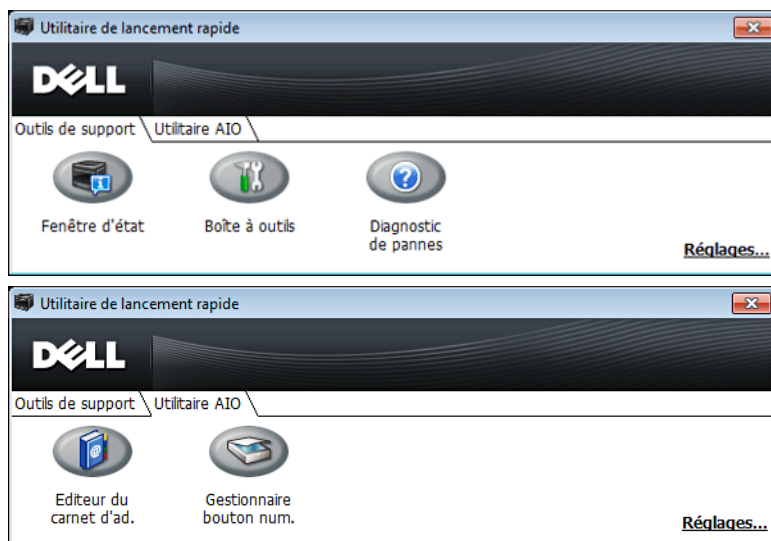 Utilitaire de lancement rapide
DELL
Outils de support Utilitaire AIO
Fenêtre d'état Boîte à outils Diagnostic
de pannes
Réglages...
Utilitaire de lancement rapide
DELL
Outils de support Utilitaire AIO
Editeur du Gestionnaire
carnet d'ad. bouton num.
Réglages...